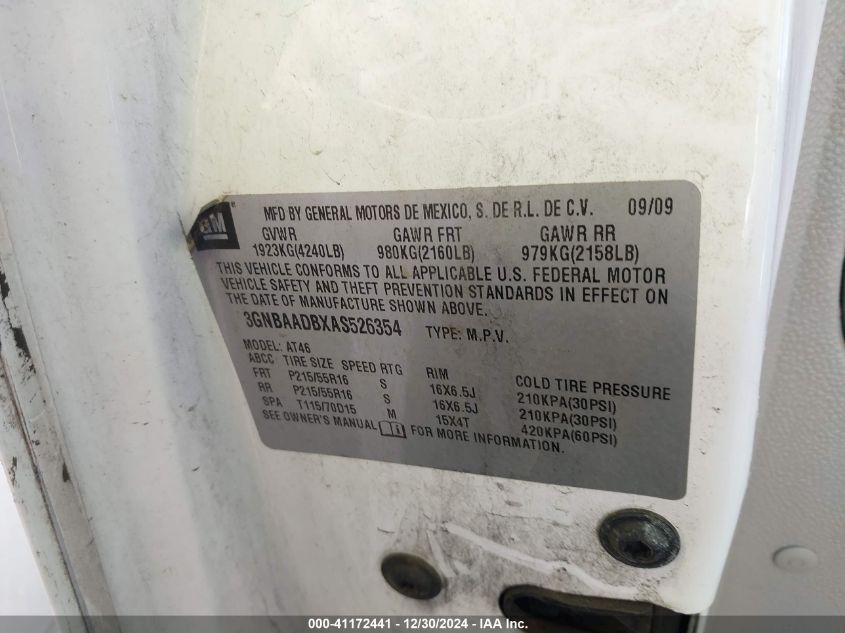 GM
MFD BY GENERAL MOTORS DE MEXICO, S. DE R.L. DE C.V. 09/09
GVWR GAWR FRT GAWR RR
1923KG(4240LB) 980KG(2160LB) 979KG(2158LB)
THIS VEHICLE CONFORMS TO ALL APPLICABLE U.S. FEDERAL MOTOR
VEHICLE SAFETY AND THEFT PREVENTION STANDARDS IN EFFECT ON
THE DATE OF MANUFACTURE SHOWN ABOVE.
3GNBAADBXAS526354 TYPE: M.P.V.
MODEL: AT46
ABCC TIRE SIZE SPEED RTG RIM COLD TIRE PRESSURE
FRT P215/55R16 S 16X6.5J 210KPA(30PSI)
RR P215/55R16 S 16X6.5J 210KPA(30PSI)
SPA T115/70D15 M 15X4T 420KPA(60PSI)
SEE OWNER'S MANUAL i FOR MORE INFORMATION.
000-41172441 - 12/30/2024 - IAA Inc.